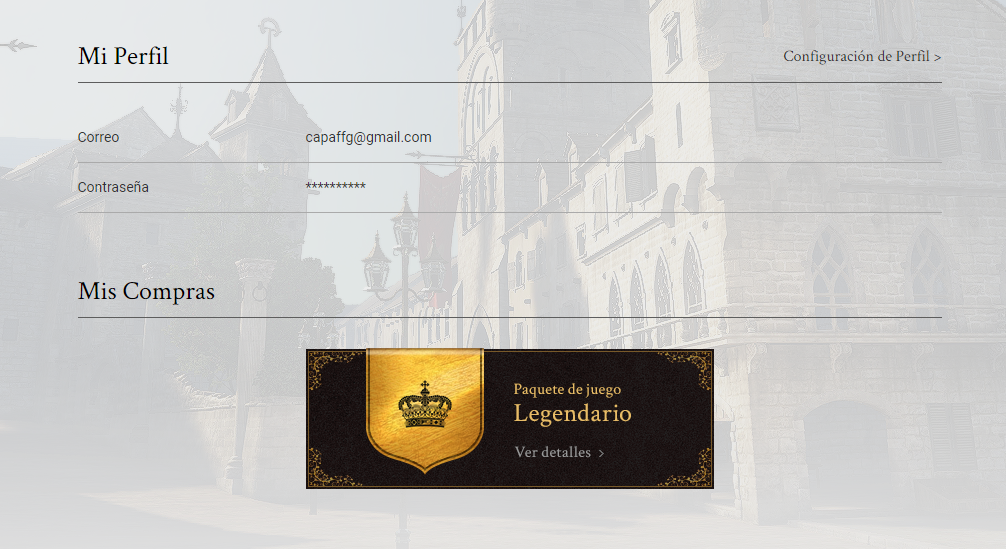 Mi Perfil
Configuración de Perfil >
Correo capaffg@gmail.com
Contraseña **********
Mis Compras
Paquete de juego
Legendario
Ver detalles >